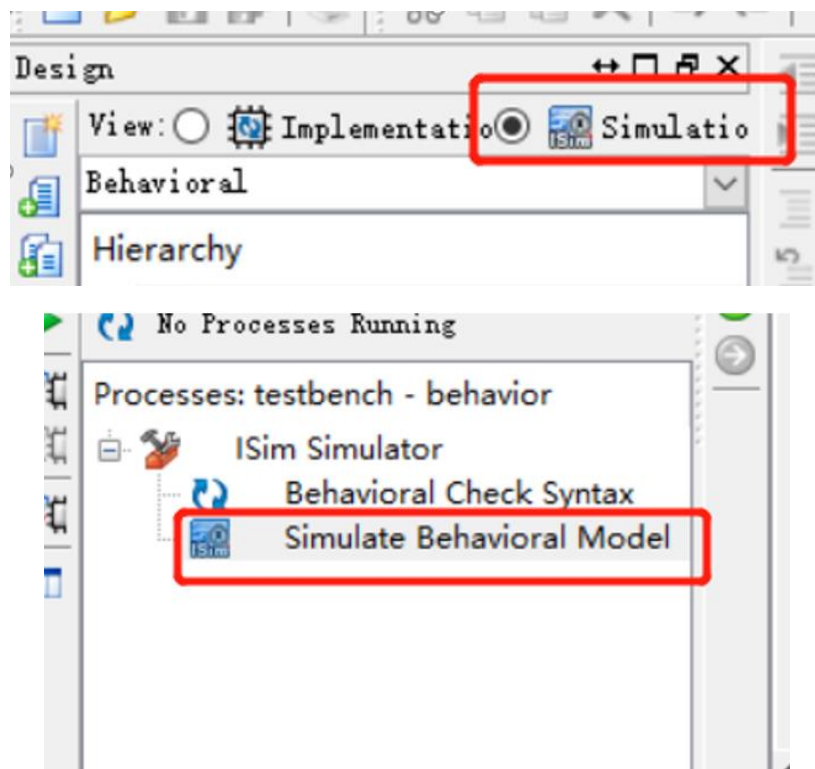 Design
View: Implementatio Simulatio
Behavioral
Hierarchy
No Processes Running
Processes: testbench - behavior
ISim Simulator
Behavioral Check Syntax
ISim Simulate Behavioral Model